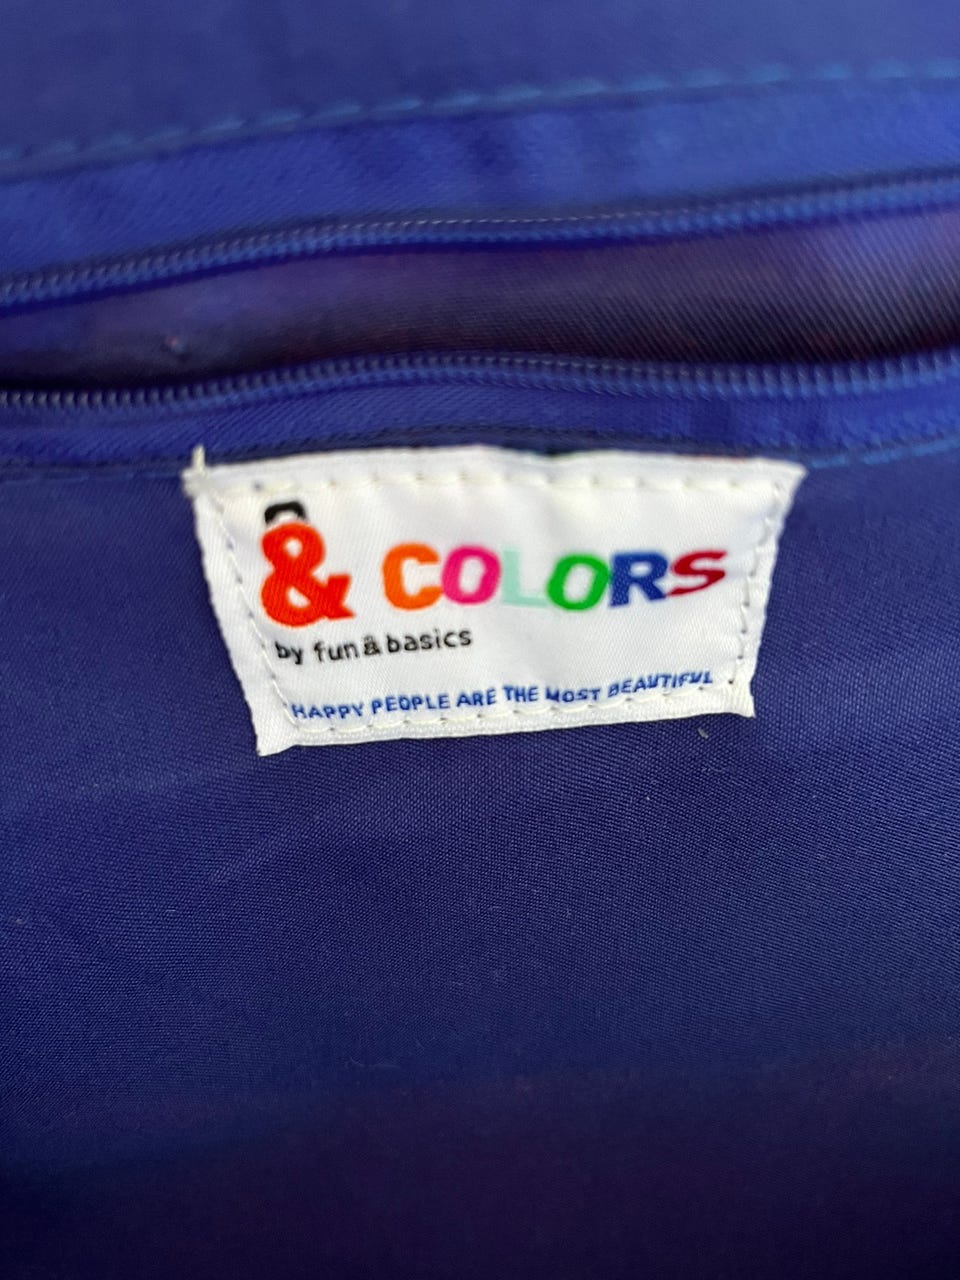 & COLORS
by fun&basics
HAPPY PEOPLE ARE THE MOST BEAUTIFUL